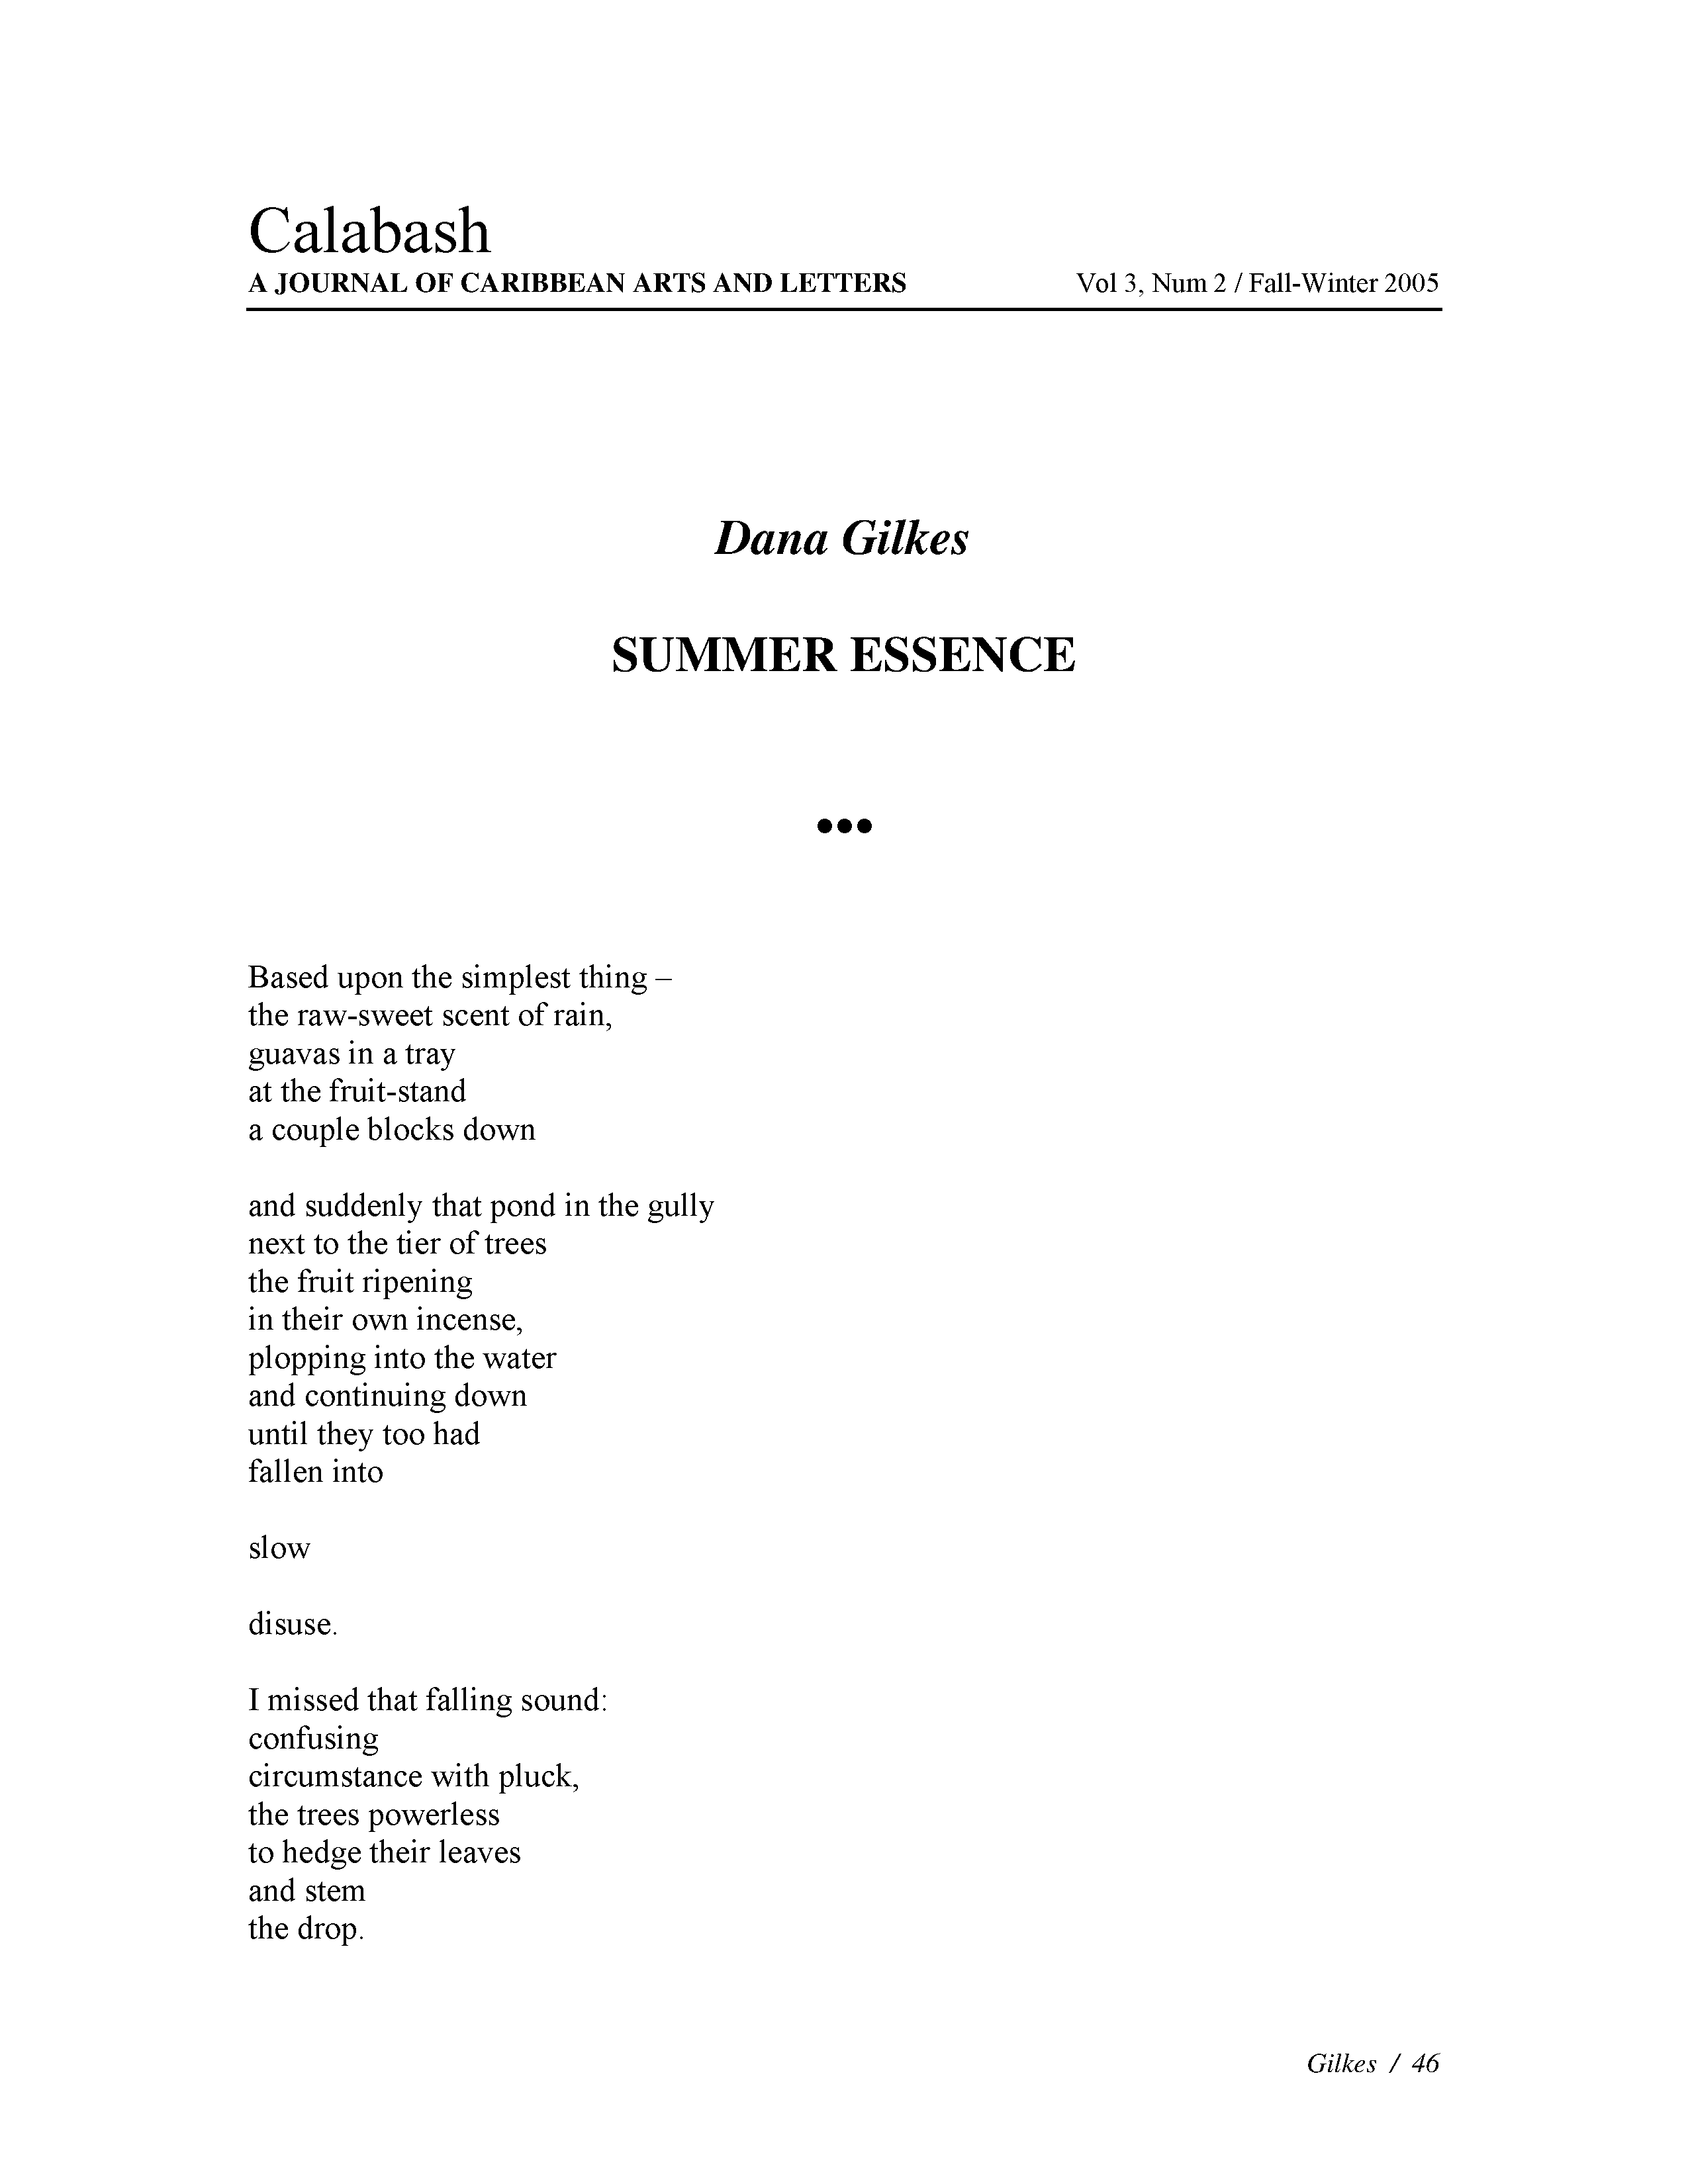 Calabash
A JOURNAL OF CARIBBEAN ARTS AND LETTERS Vol 3, Num 2 / Fall-Winter 2005
Dana Gilkes
SUMMER ESSENCE
•••
Based upon the simplest thing –
the raw-sweet scent of rain,
guavas in a tray
at the fruit-stand
a couple blocks down
and suddenly that pond in the gully
next to the tier of trees
the fruit ripening
in their own incense,
plopping into the water
and continuing down
until they too had
fallen into
slow
disuse.
I missed that falling sound:
confusing
circumstance with pluck,
the trees powerless
to hedge their leaves
and stem
the drop.
Gilkes / 46